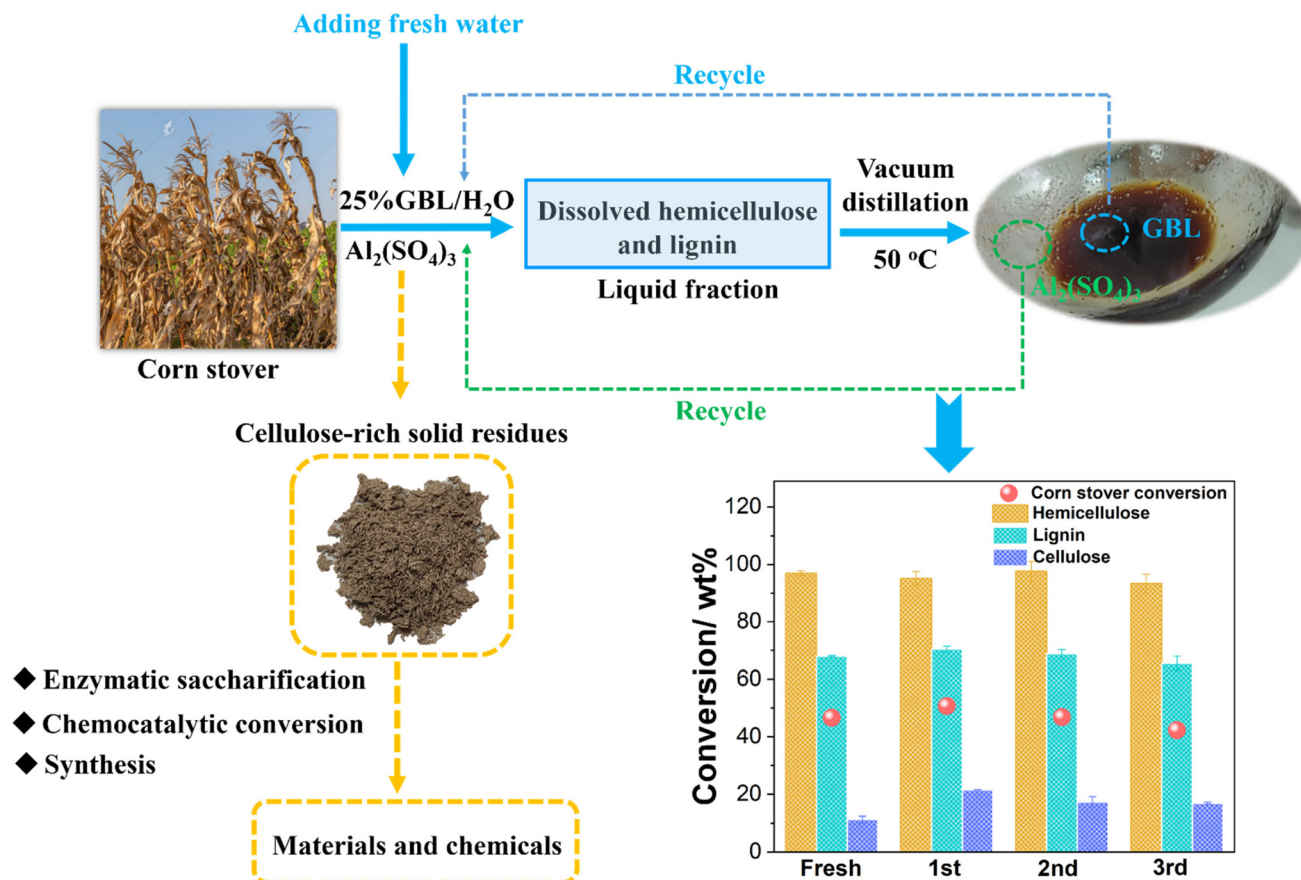 Adding fresh water
Recycle
25%GBL/H₂O
Al₂(SO₄)₃
Dissolved hemicellulose
and lignin
Liquid fraction
Vacuum
distillation
50 ᵒC
GBL
Al₂(SO₄)₃
Corn stover
Recycle
Cellulose-rich solid residues
◆ Enzymatic saccharification
◆ Chemocatalytic conversion
◆ Synthesis
Materials and chemicals
Conversion/ wt%
120
100
80
60
40
20
0
Corn stover conversion
Hemicellulose
Lignin
Cellulose
Fresh 1st 2nd 3rd